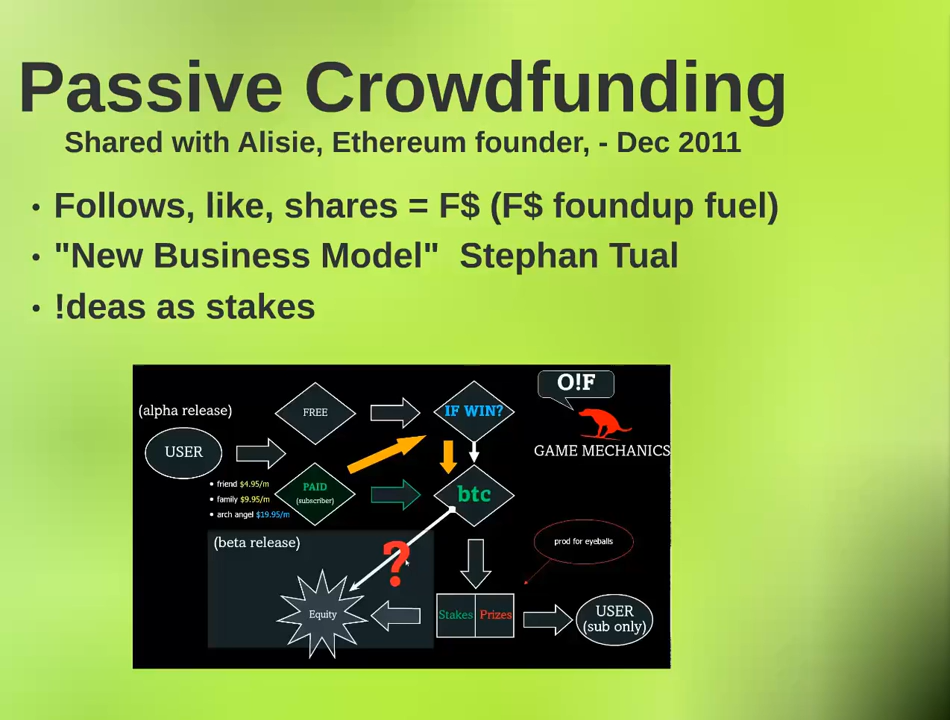 Passive Crowdfunding
Shared with Alisie, Ethereum founder, - Dec 2011
• Follows, like, shares = F$ (F$ foundup fuel)
• "New Business Model"  Stephan Tual
• !deas as stakes
O!F
(alpha release)
FREE
IF WIN?
GAME MECHANICS
USER
• friend $4.95/m
• family $9.95/m
• arch angel $19.95/m
PAID
(subscriber)
btc
(beta release)
?
prod for eyeballs
Equity
Stakes
Prizes
USER
(sub only)